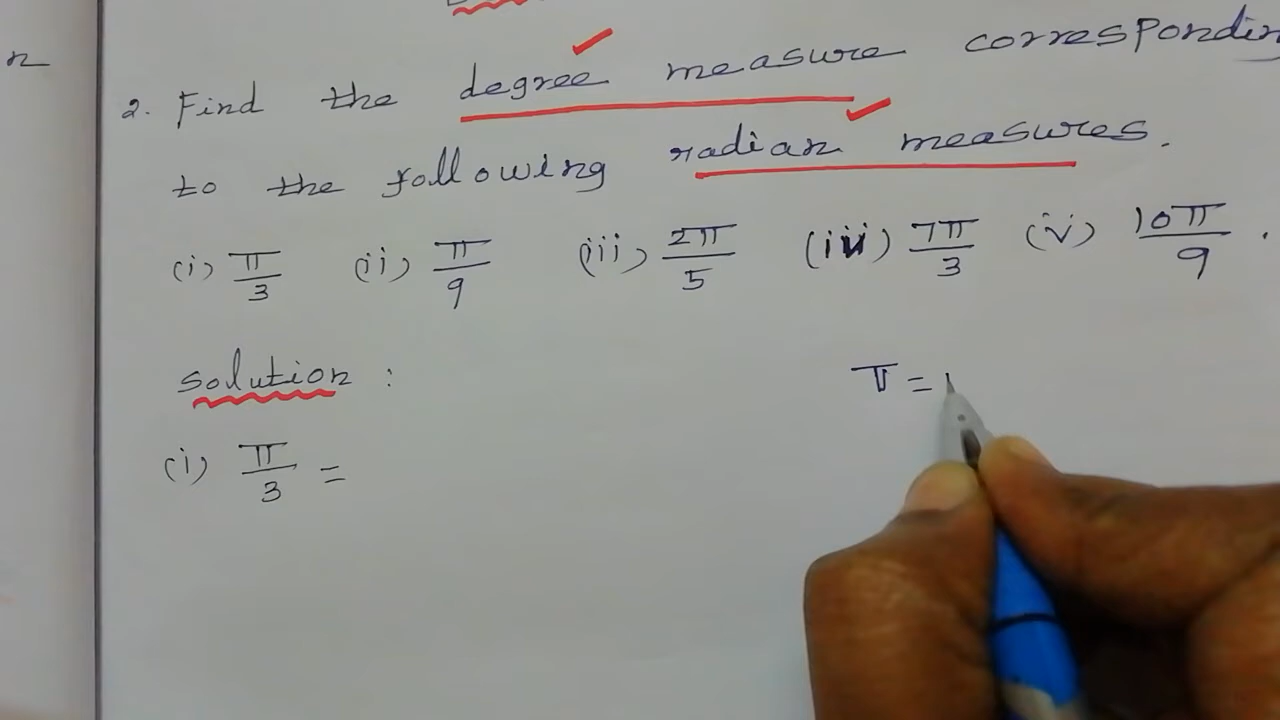 n
2. Find the degree measure correspondin
to the following radian measures.
(i) π/3 (ii) π/9 (iii) 2π/5 (iv) 7π/3 (v) 10π/9 .
Solution :
π =
(i) π/3 =